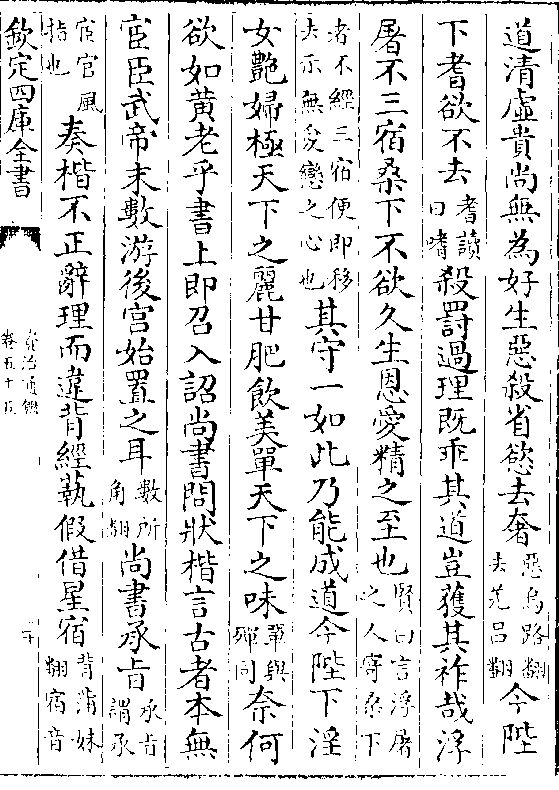 道清虛貴尚無為好生惡殺省慾去奢惡烏路翻去羌呂翻今陛
下耆欲不去耆讀曰嗜殺罰過理既乖其道豈獲其祚哉浮
屠不三宿桑下不欲久生恩愛精之至也賢曰言浮屠之人寄桑下
者不經三宿便即移去示無愛戀之心也其守一如此乃能成道今陛下淫
女艷婦極天下之麗甘肥飲美單天下之味單與殫同奈何
欲如黃老乎書上即召入詔尚書問狀楷言古者本無
宦臣武帝末數游後宮始置之耳數所角翻尚書承旨承旨謂承
宦官風指也奏楷不正辭理而違背經埶假借星宿背蒲妹翻宿音
欽定四庫全書
資治通鑑
卷五十五